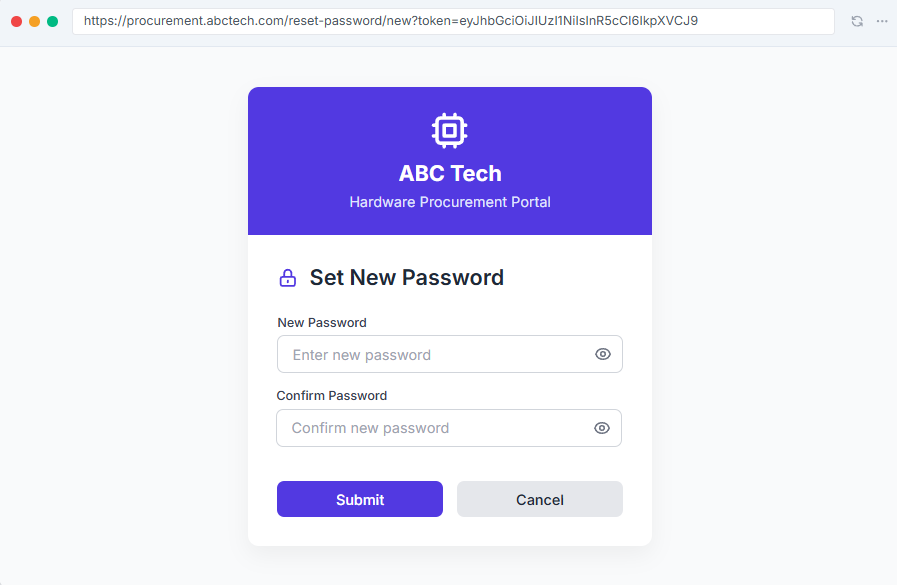 https://procurement.abctech.com/reset-password/new?token=eyJhbGciOiJIUzI1NiIsInR5cCI6IkpXVCJ9
ABC Tech
Hardware Procurement Portal
Set New Password
New Password
Enter new password
Confirm Password
Confirm new password
Submit
Cancel